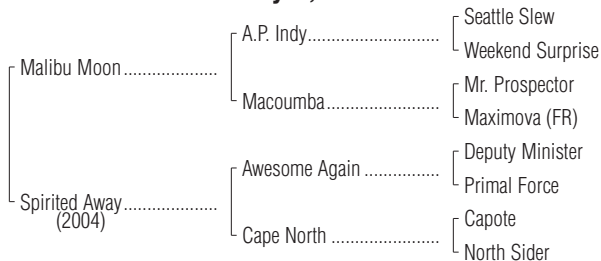 Seattle Slew
A.P. Indy
Weekend Surprise
Malibu Moon
Mr. Prospector
Macoumba
Maximova (FR)
Deputy Minister
Awesome Again
Primal Force
Spirited Away
(2004)
Capote
Cape North
North Sider